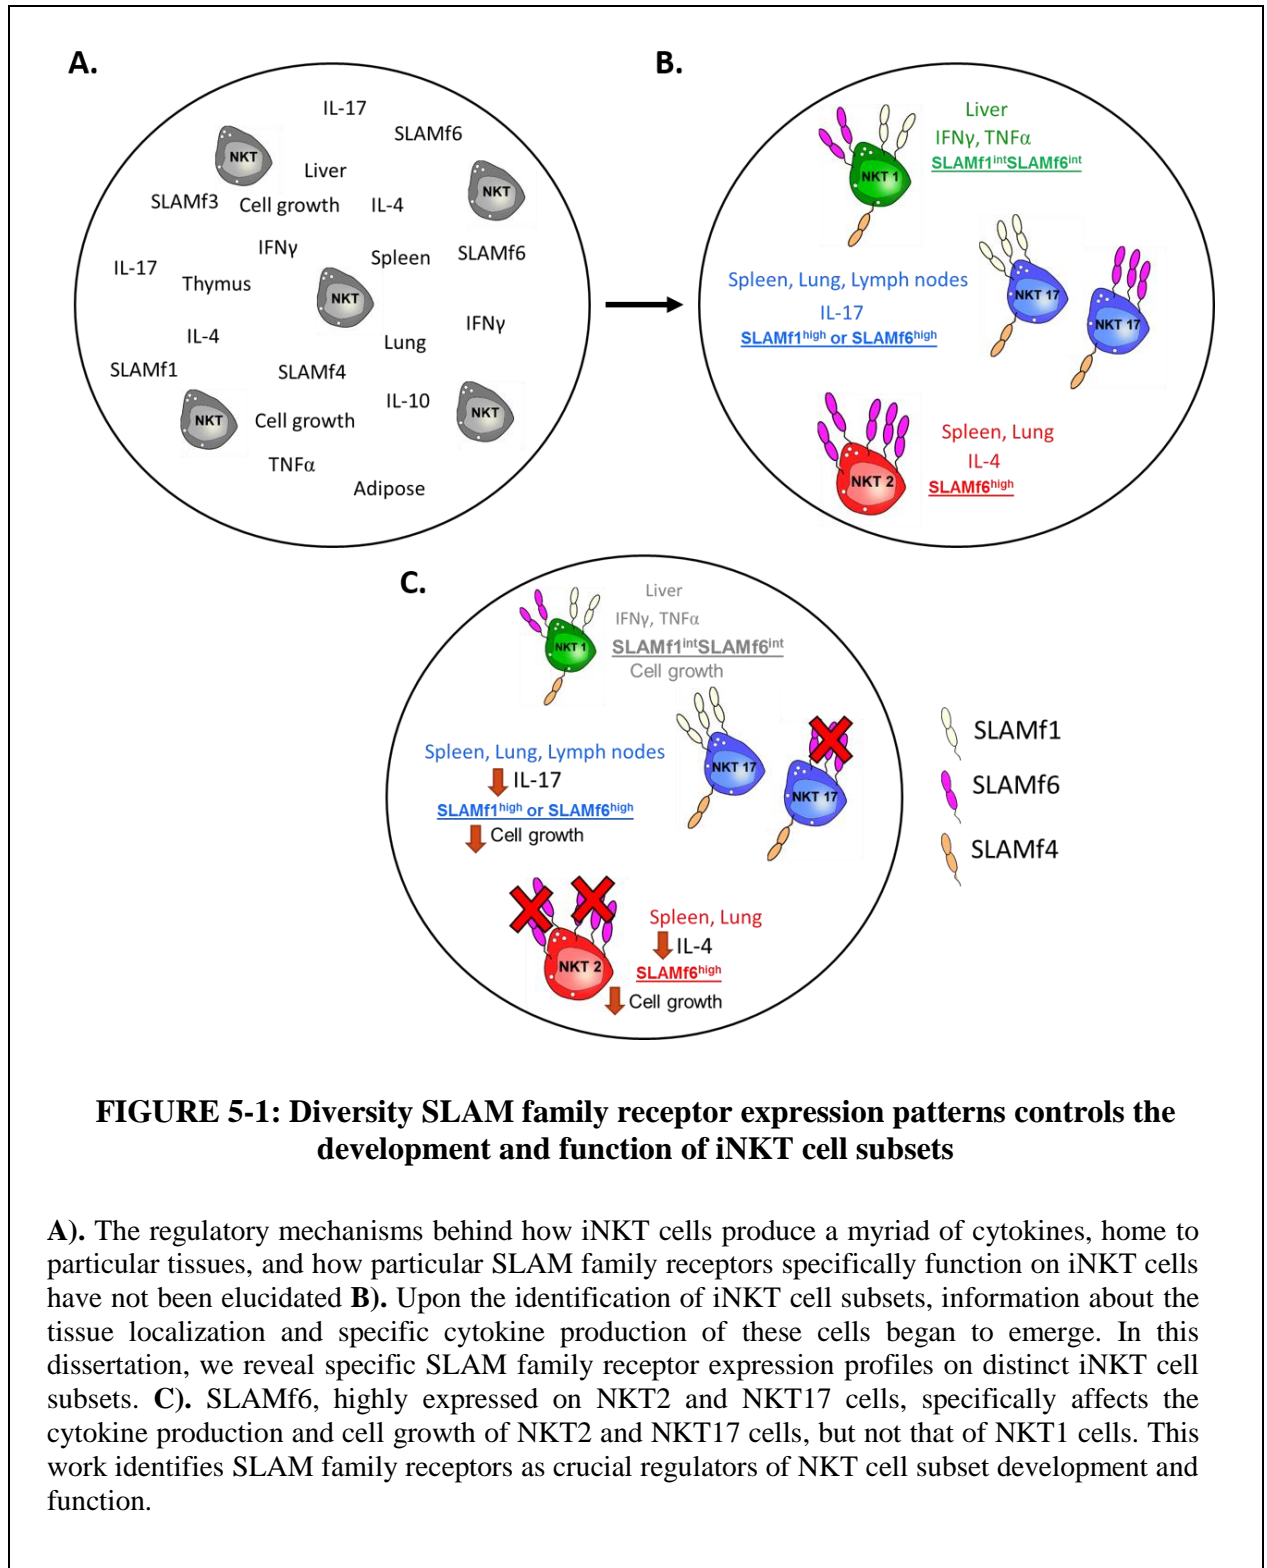 A.
IL-17
SLAMf6
NKT
Liver
NKT
SLAMf3
Cell growth
IL-4
IFNγ
Spleen
SLAMf6
IL-17
Thymus
NKT
IL-4
IFNγ
Lung
SLAMf1
SLAMf4
IL-10
NKT
Cell growth
NKT
TNFα
Adipose
B.
Liver
IFNγ, TNFα
SLAMf1intSLAMf6int
NKT 1
Spleen, Lung, Lymph nodes
IL-17
SLAMf1high or SLAMf6high
NKT 17
NKT 17
Spleen, Lung
IL-4
SLAMf6high
NKT 2
C.
Liver
IFNγ, TNFα
SLAMf1intSLAMf6int
Cell growth
NKT 1
Spleen, Lung, Lymph nodes
IL-17
SLAMf1high or SLAMf6high
Cell growth
NKT 17
NKT 17
Spleen, Lung
IL-4
SLAMf6high
Cell growth
NKT 2
SLAMf1
SLAMf6
SLAMf4
FIGURE 5-1: Diversity SLAM family receptor expression patterns controls the
development and function of iNKT cell subsets
A). The regulatory mechanisms behind how iNKT cells produce a myriad of cytokines, home to
particular tissues, and how particular SLAM family receptors specifically function on iNKT cells
have not been elucidated B). Upon the identification of iNKT cell subsets, information about the
tissue localization and specific cytokine production of these cells began to emerge. In this
dissertation, we reveal specific SLAM family receptor expression profiles on distinct iNKT cell
subsets. C). SLAMf6, highly expressed on NKT2 and NKT17 cells, specifically affects the
cytokine production and cell growth of NKT2 and NKT17 cells, but not that of NKT1 cells. This
work identifies SLAM family receptors as crucial regulators of NKT cell subset development and
function.